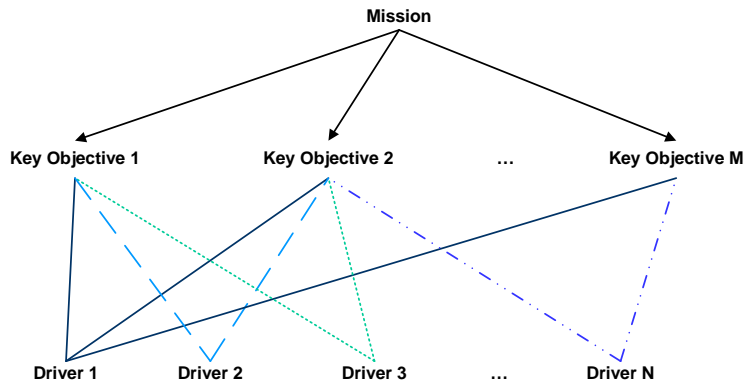 Mission
Key Objective 1 Key Objective 2 … Key Objective M
Driver 1 Driver 2 Driver 3 … Driver N